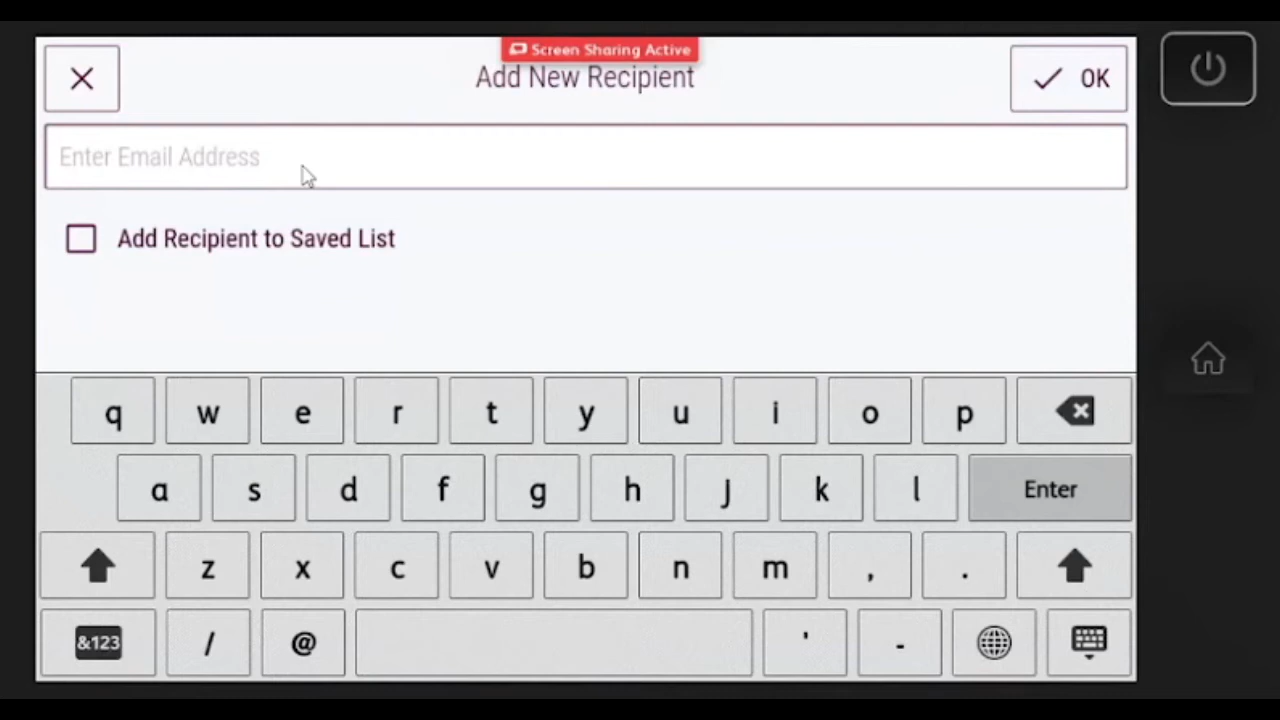 Screen Sharing Active
Add New Recipient
OK
Enter Email Address
Add Recipient to Saved List
q w e r t y u i o p
a s d f g h j k l Enter
z x c v b n m , .
&123 / @ ' -